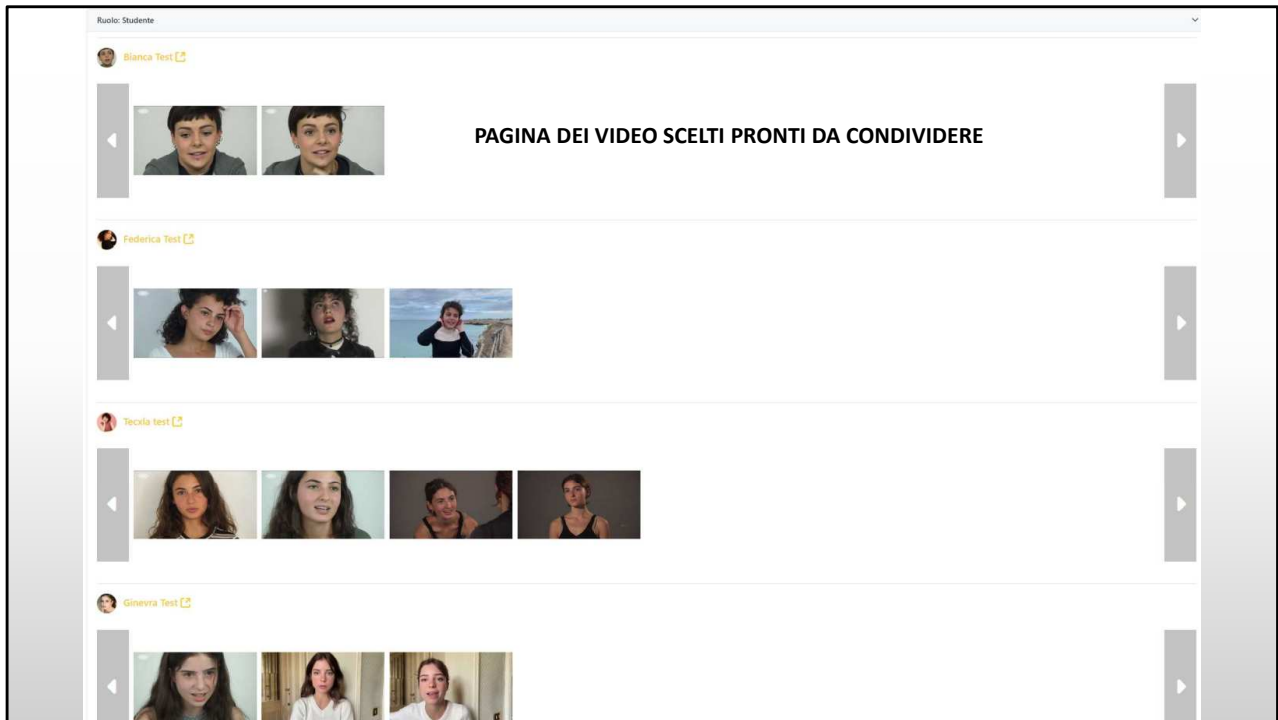 Ruolo: Studente
Bianca Test
PAGINA DEI VIDEO SCELTI PRONTI DA CONDIVIDERE
Federica Test
Tecxla test
Ginevra Test